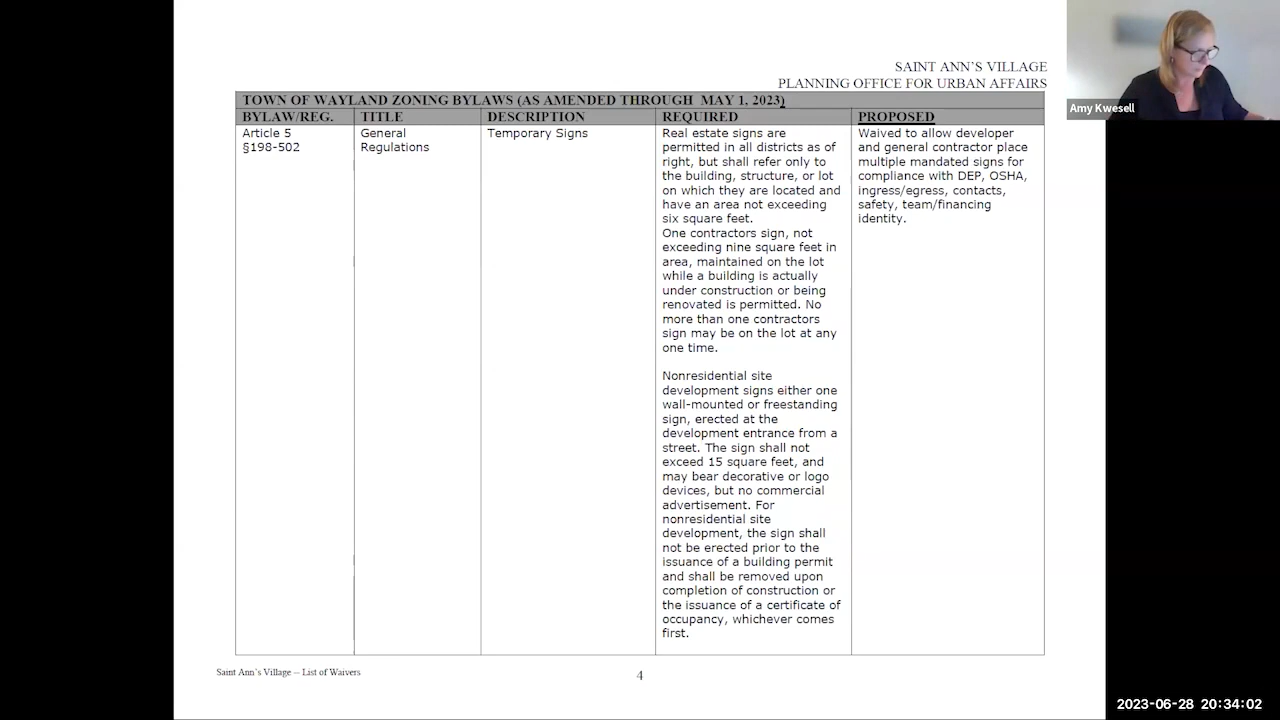 SAINT ANN'S VILLAGE
PLANNING OFFICE FOR URBAN AFFAIRS
Amy Kwesell
TOWN OF WAYLAND ZONING BYLAWS (AS AMENDED THROUGH MAY 1, 2023)
BYLAW/REG. TITLE DESCRIPTION REQUIRED PROPOSED
Article 5
§198-502
General
Regulations
Temporary Signs
Real estate signs are
permitted in all districts as of
right, but shall refer only to
the building, structure, or lot
on which they are located and
have an area not exceeding
six square feet.
One contractors sign, not
exceeding nine square feet in
area, maintained on the lot
while a building is actually
under construction or being
renovated is permitted. No
more than one contractors
sign may be on the lot at any
one time.
Nonresidential site
development signs either one
wall-mounted or freestanding
sign, erected at the
development entrance from a
street. The sign shall not
exceed 15 square feet, and
may bear decorative or logo
devices, but no commercial
advertisement. For
nonresidential site
development, the sign shall
not be erected prior to the
issuance of a building permit
and shall be removed upon
completion of construction or
the issuance of a certificate of
occupancy, whichever comes
first.
Waived to allow developer
and general contractor place
multiple mandated signs for
compliance with DEP, OSHA,
ingress/egress, contacts,
safety, team/financing
identity.
Saint Ann's Village – List of Waivers
4
2023-06-28 20:34:02